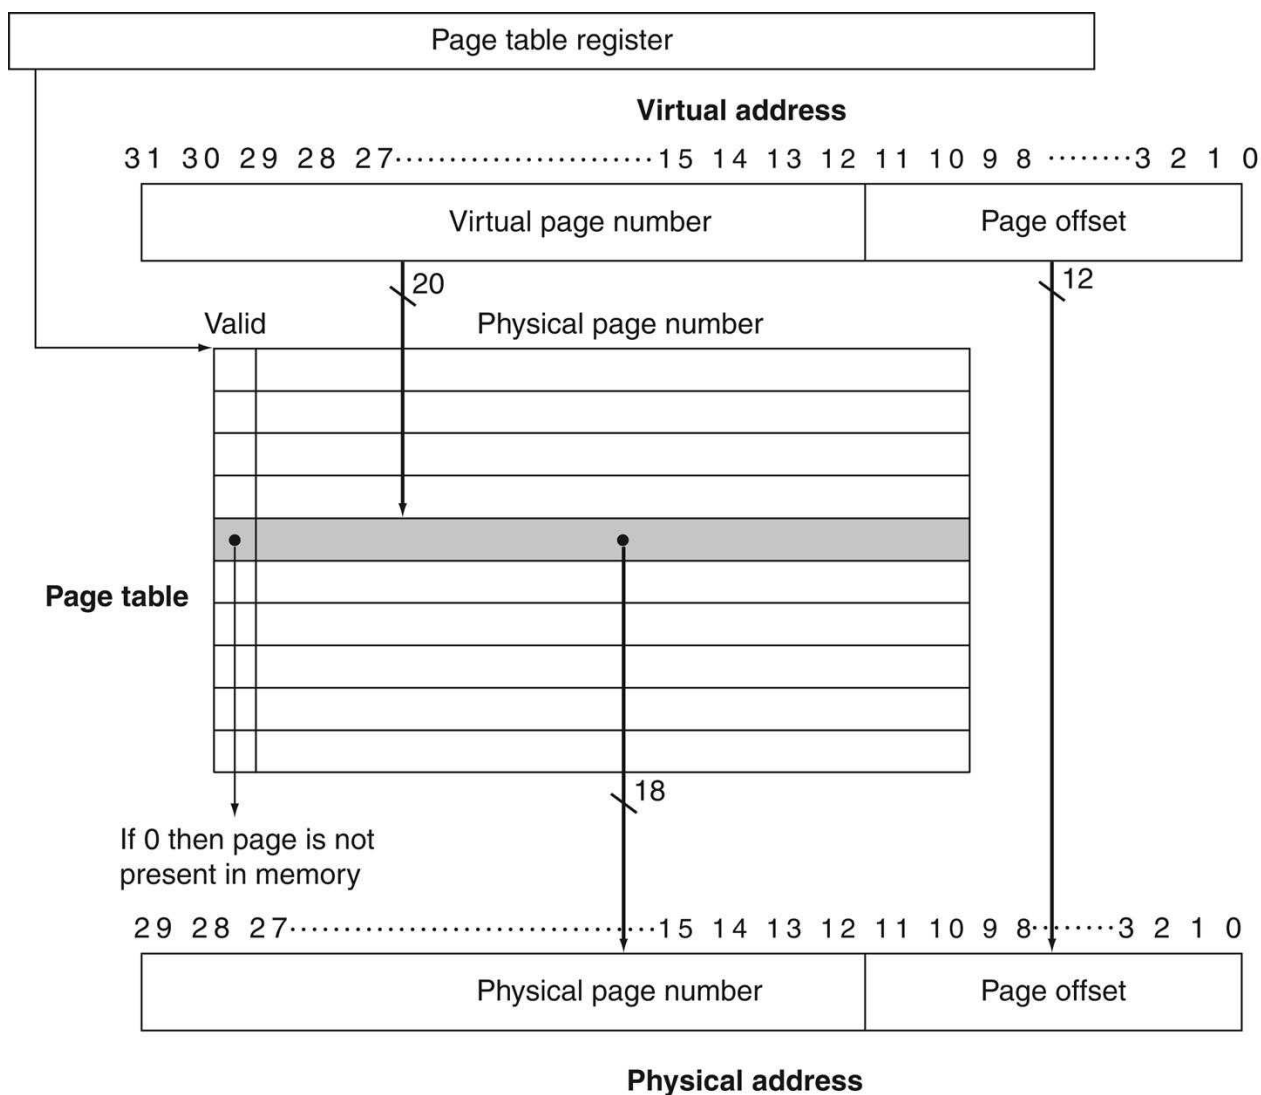 Page table register
Virtual address
31 30 29 28 27·························15 14 13 12 11 10 9 8 ········3 2 1 0
Virtual page number Page offset
20 12
Valid Physical page number
Page table
18
If 0 then page is not
present in memory
29 28 27···································15 14 13 12 11 10 9 8········3 2 1 0
Physical page number Page offset
Physical address